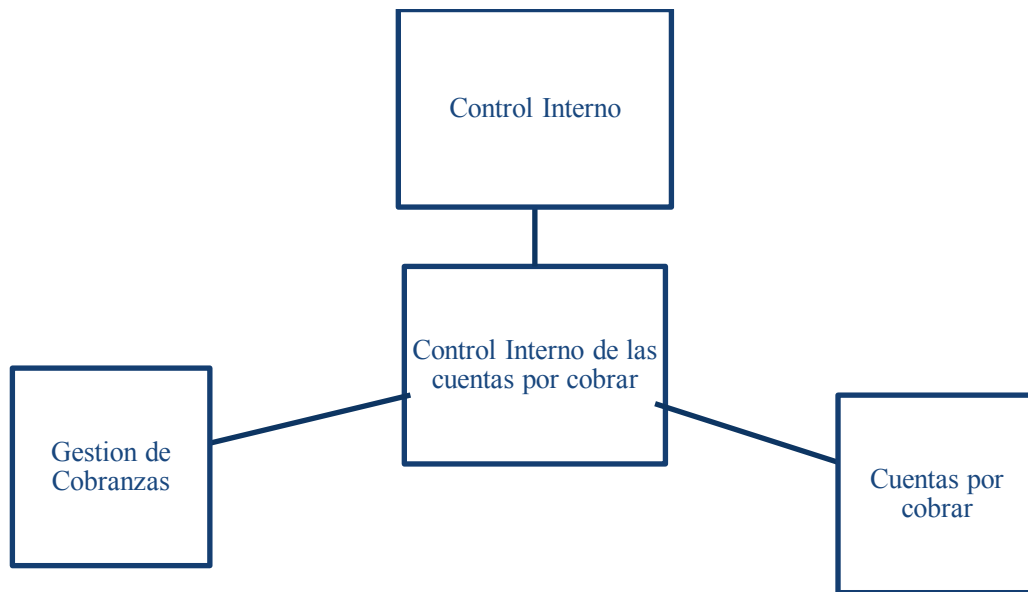 Control Interno
Control Interno de las
cuentas por cobrar
Gestion de
Cobranzas
Cuentas por
cobrar